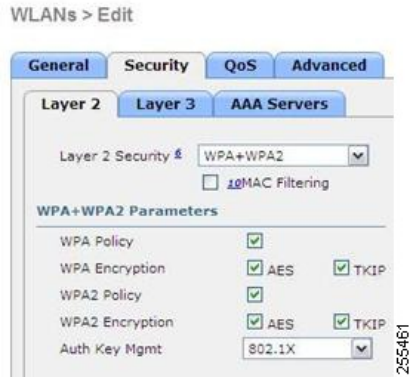 WLANs > Edit
General Security QoS Advanced
Layer 2 Layer 3 AAA Servers
Layer 2 Security 6 WPA+WPA2
10MAC Filtering
WPA+WPA2 Parameters
WPA Policy
WPA Encryption AES TKIP
WPA2 Policy
WPA2 Encryption AES TKIP
Auth Key Mgmt 802.1X
255461